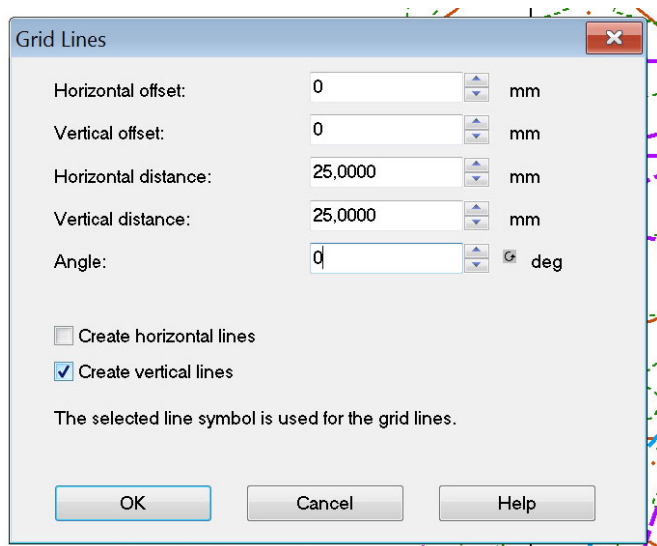 Grid Lines
Horizontal offset: 0 mm
Vertical offset: 0 mm
Horizontal distance: 25,0000 mm
Vertical distance: 25,0000 mm
Angle: 0 deg
Create horizontal lines
Create vertical lines
The selected line symbol is used for the grid lines.
OK Cancel Help